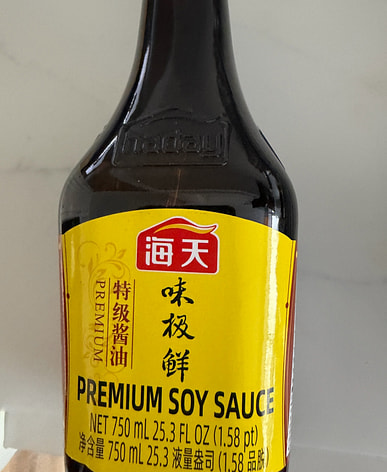 Haday
海天
特级酱油
PREMIUM
味极鲜
PREMIUM SOY SAUCE
NET 750 mL 25.3 FL OZ (1.58 pt)
净含量 750 mL 25.3 液量盎司 (1.58 品脱)